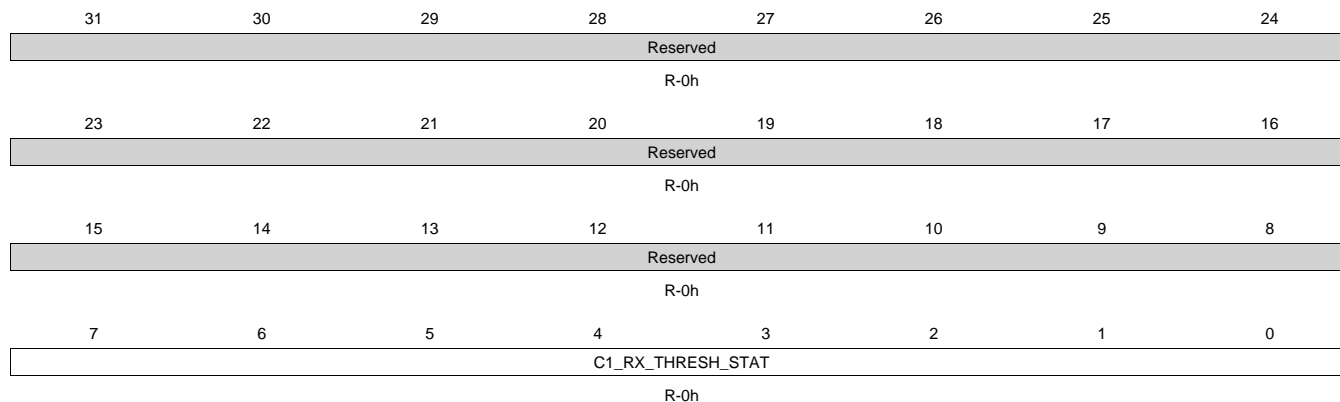 31 30 29 28 27 26 25 24
Reserved
R-0h
23 22 21 20 19 18 17 16
Reserved
R-0h
15 14 13 12 11 10 9 8
Reserved
R-0h
7 6 5 4 3 2 1 0
C1_RX_THRESH_STAT
R-0h